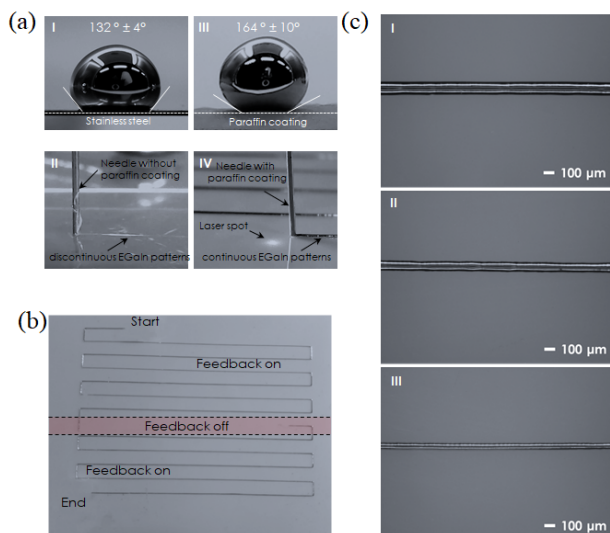 (a)
I
132 º ± 4º
Stainless steel
III
164 º ± 10º
Paraffin coating
II
Needle without
paraffin coating
discontinuous EGaIn patterns
IV
Needle with
paraffin coating
Laser spot
continuous EGaIn patterns
(b)
Start
Feedback on
Feedback off
Feedback on
End
(c)
I
100 µm
II
100 µm
III
100 µm